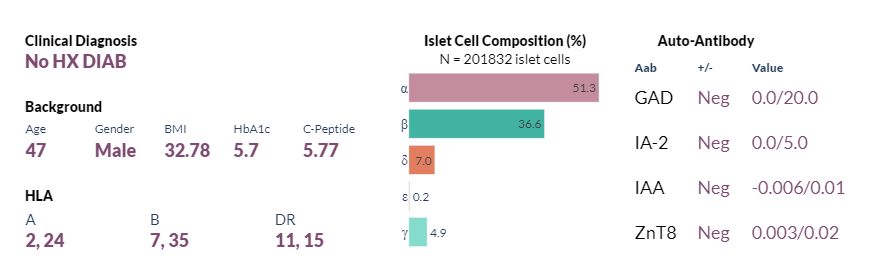 Clinical Diagnosis
No HX DIAB
Background
Age Gender BMI HbA1c C-Peptide
47 Male 32.78 5.7 5.77
HLA
A B DR
2, 24 7, 35 11, 15
Islet Cell Composition (%)
N = 201832 islet cells
α 51.3
β 36.6
δ 7.0
ε 0.2
γ 4.9
Auto-Antibody
Aab +/- Value
GAD Neg 0.0/20.0
IA-2 Neg 0.0/5.0
IAA Neg -0.006/0.01
ZnT8 Neg 0.003/0.02